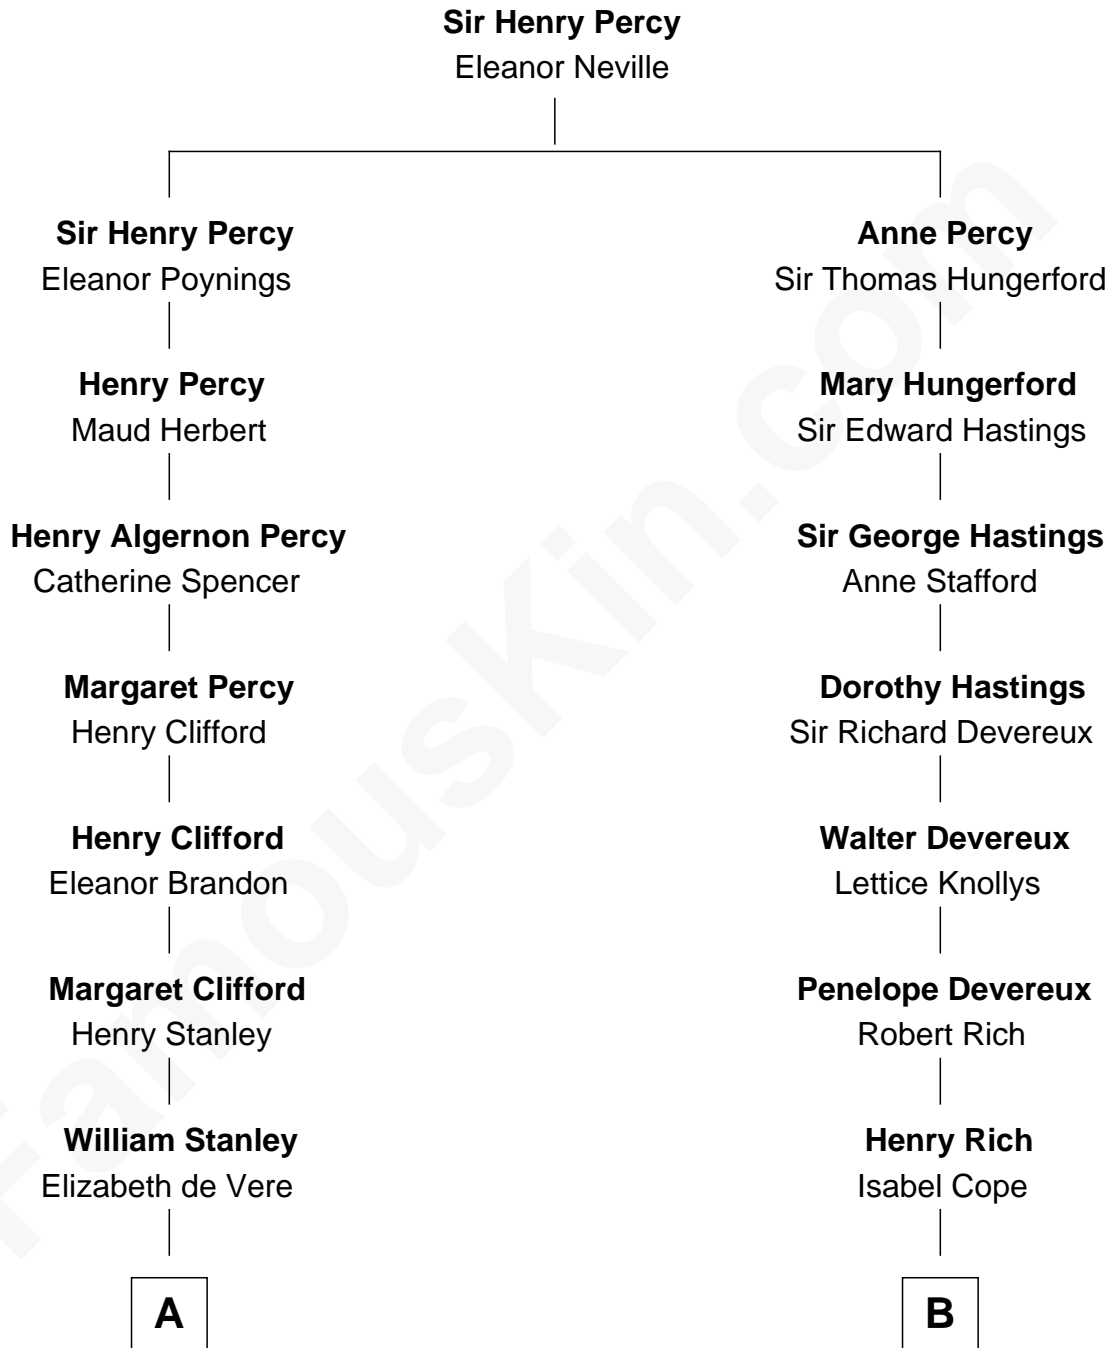 Sir Henry Percy
Eleanor Neville
Sir Henry Percy
Eleanor Poynings
Anne Percy
Sir Thomas Hungerford
Henry Percy
Maud Herbert
Mary Hungerford
Sir Edward Hastings
Henry Algernon Percy
Catherine Spencer
Sir George Hastings
Anne Stafford
Margaret Percy
Henry Clifford
Dorothy Hastings
Sir Richard Devereux
Henry Clifford
Eleanor Brandon
Walter Devereux
Lettice Knollys
Margaret Clifford
Henry Stanley
Penelope Devereux
Robert Rich
William Stanley
Elizabeth de Vere
Henry Rich
Isabel Cope
A
B
FamousKin.com